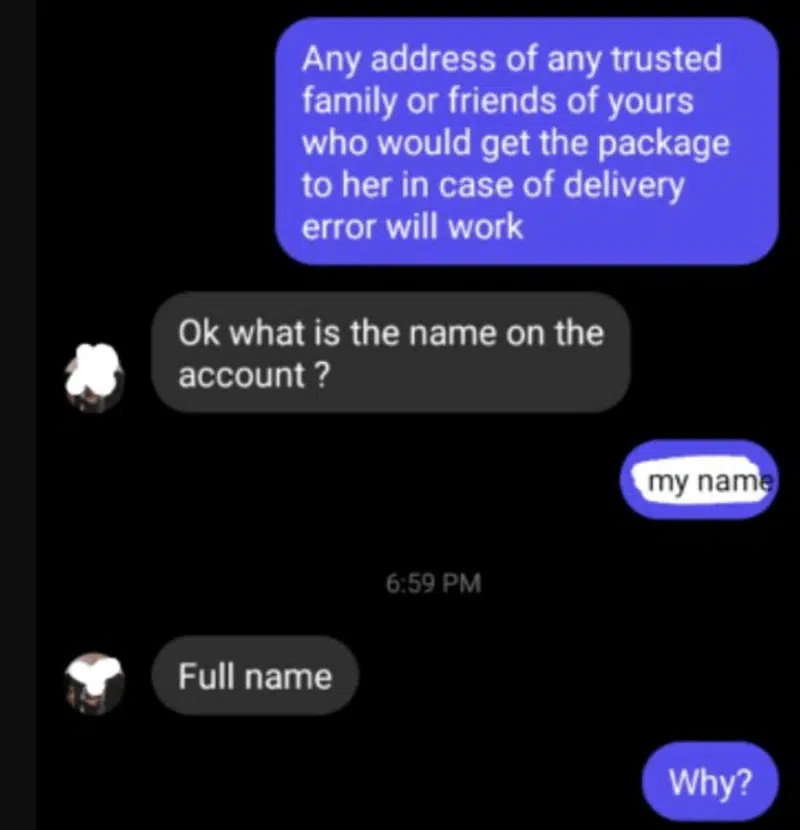 Any address of any trusted
family or friends of yours
who would get the package
to her in case of delivery
error will work
Ok what is the name on the
account ?
my name
6:59 PM
Full name
Why?